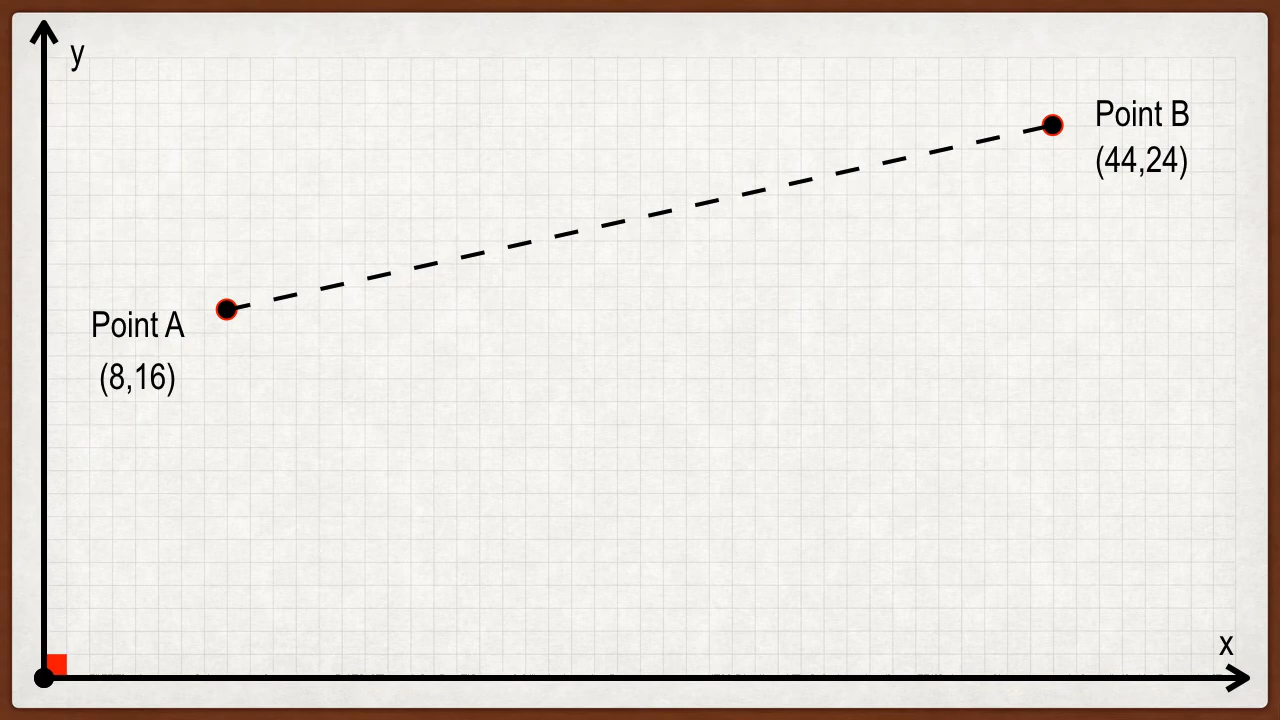 y
Point B
(44,24)
Point A
(8,16)
x